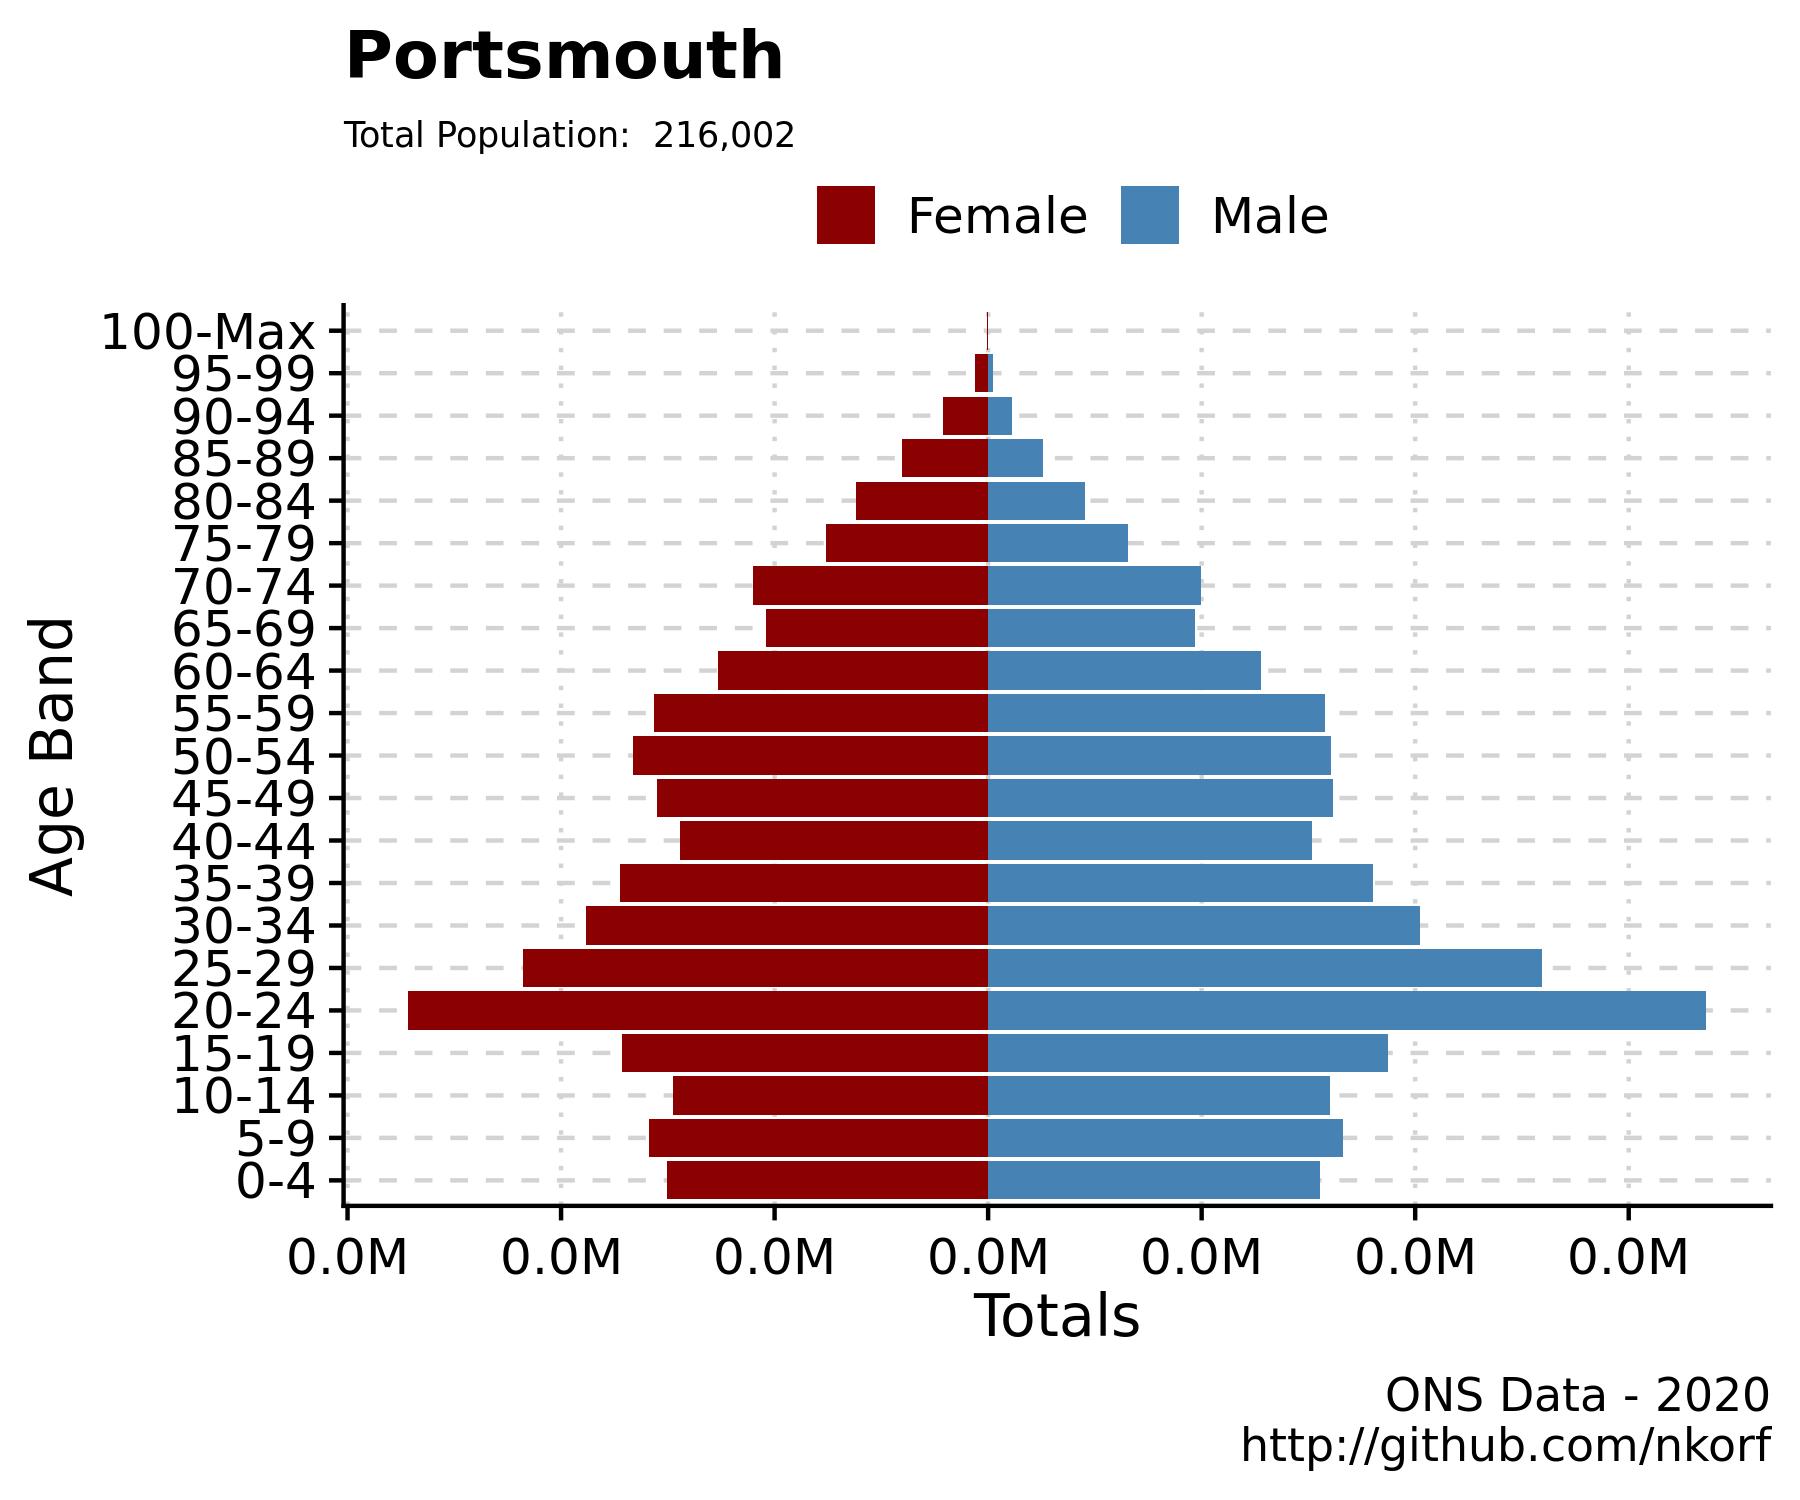 Portsmouth
Total Population:  216,002
Female Male
100-Max
95-99
90-94
85-89
80-84
75-79
70-74
65-69
60-64
55-59
50-54
45-49
40-44
35-39
30-34
25-29
20-24
15-19
10-14
5-9
0-4
Age Band
0.0M 0.0M 0.0M 0.0M 0.0M 0.0M 0.0M
Totals
ONS Data - 2020
http://github.com/nkorf